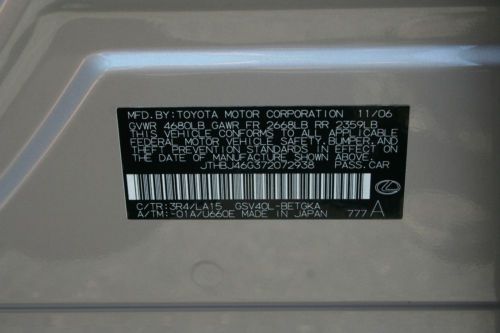 MFD. BY: TOYOTA MOTOR CORPORATION 11/06
GVWR 4680LB GAWR FR 2668LB RR 2359LB
THIS VEHICLE CONFORMS TO ALL APPLICABLE
FEDERAL MOTOR VEHICLE SAFETY, BUMPER,
AND THEFT PREVENTION STANDARDS IN EFFECT
ON THE DATE OF MANUFACTURE SHOWN ABOVE.
JTHBJ46G372072938 PASS.CAR
C/TR:3R4/LA15 GSV40L-BETGKA
A/TM:-01A/U660E MADE IN JAPAN 777 A